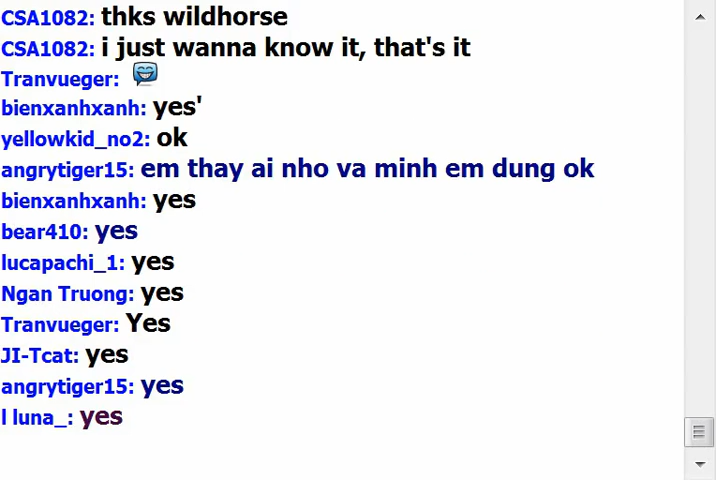 CSA1082: thks wildhorse
CSA1082: i just wanna know it, that's it
Tranvueger:
bienxanhxanh: yes'
yellowkid_no2: ok
angrytiger15: em thay ai nho va minh em dung ok
bienxanhxanh: yes
bear410: yes
lucapachi_1: yes
Ngan Truong: yes
Tranvueger: Yes
JI-Tcat: yes
angrytiger15: yes
l luna_: yes